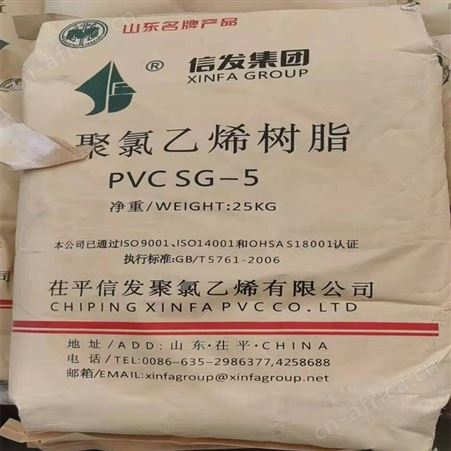 山东名牌产品
® 信发集团
XINFA GROUP
聚氯乙烯树脂
PVC SG-5
净重/WEIGHT:25KG
本公司已通过ISO9001、ISO14001和OHSAS18001认证
执行标准:GB/T5761-2006
茌平信发聚氯乙烯有限公司
CHIPING XINFA PVC CO.LTD
地址/ADD:山东·茌平·CHINA
电话/TEL:0086-635-2986377,4258688
邮箱/EMAIL:xinfagroup@xinfagroup.net